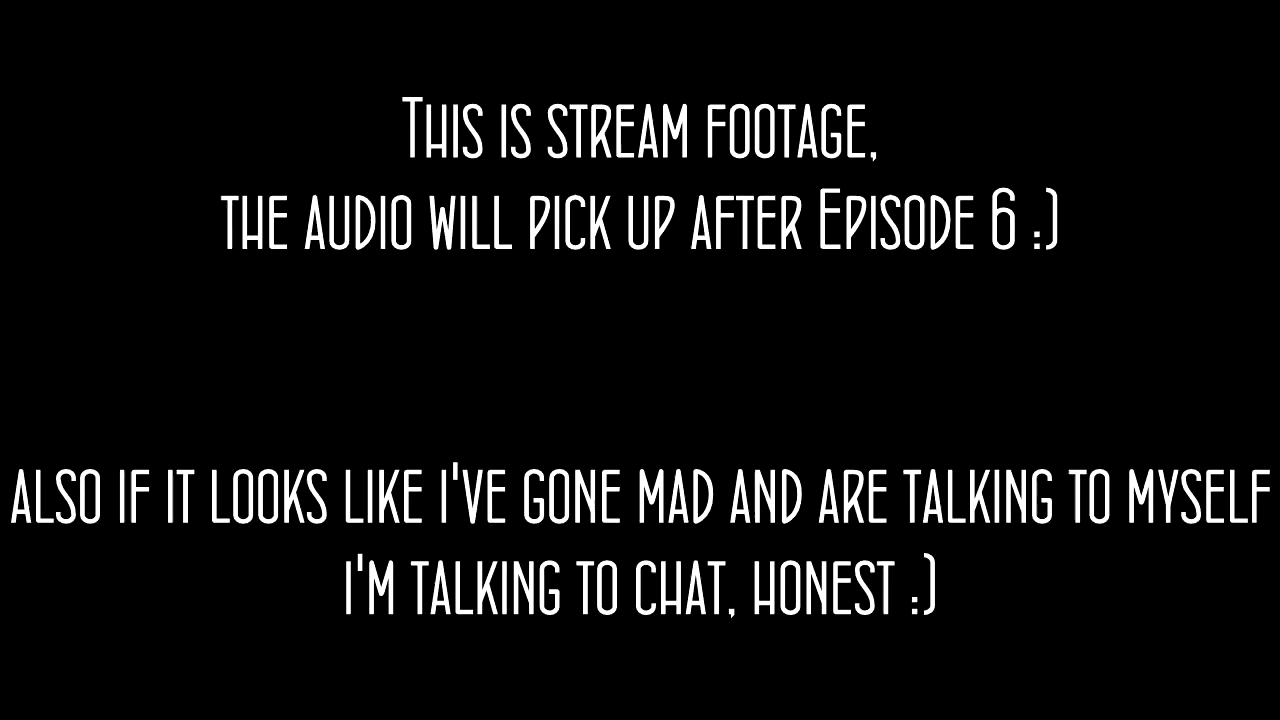 This is stream footage,
the audio will pick up after Episode 6 :)
also if it looks like i've gone mad and are talking to myself
i'm talking to chat, honest :)